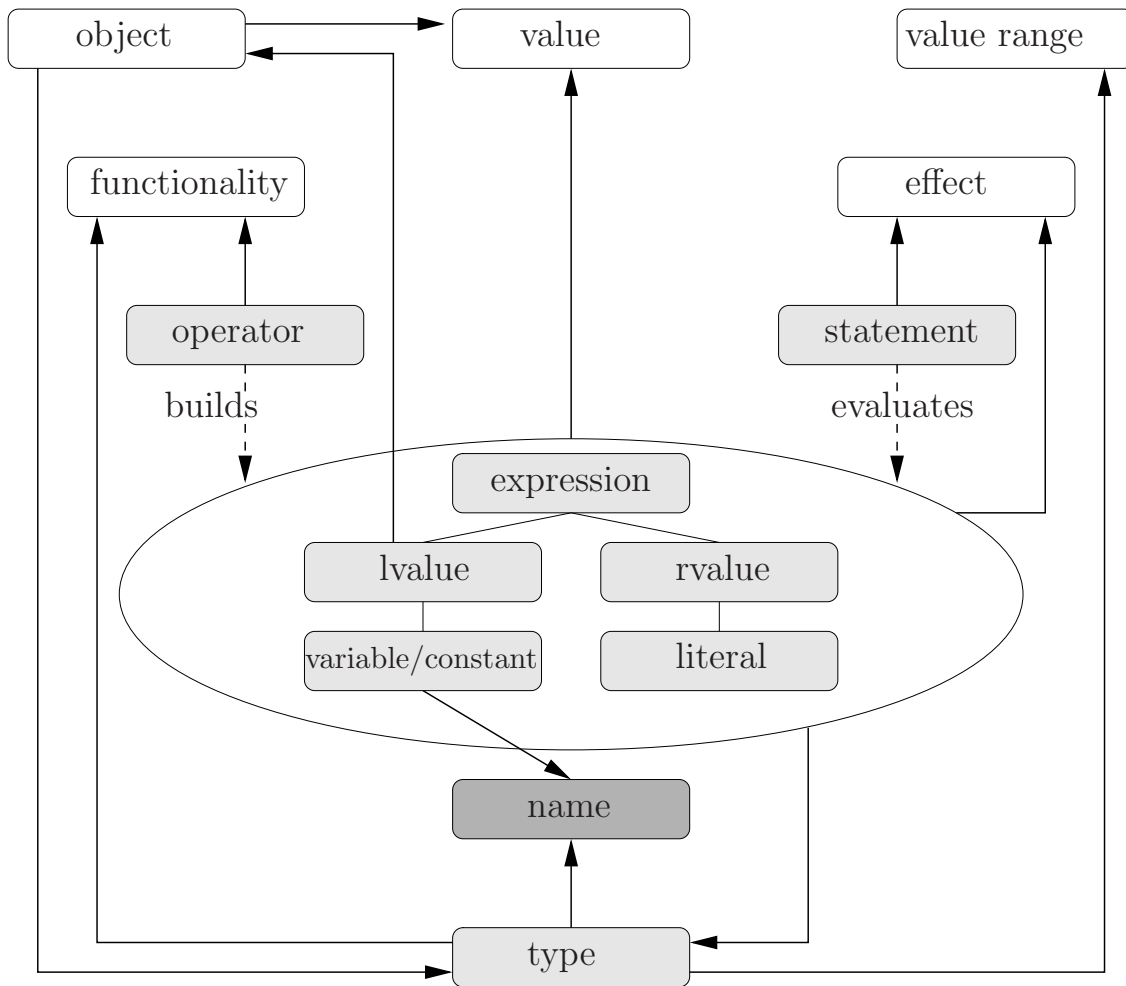 object
value
value range
functionality
effect
operator
statement
builds
evaluates
expression
lvalue
rvalue
variable/constant
literal
name
type